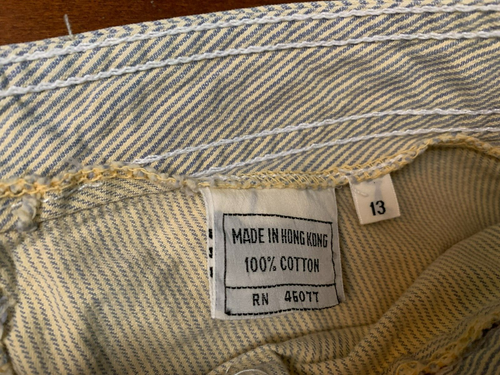 MADE IN HONG KONG
100% COTTON
RN 46077
13